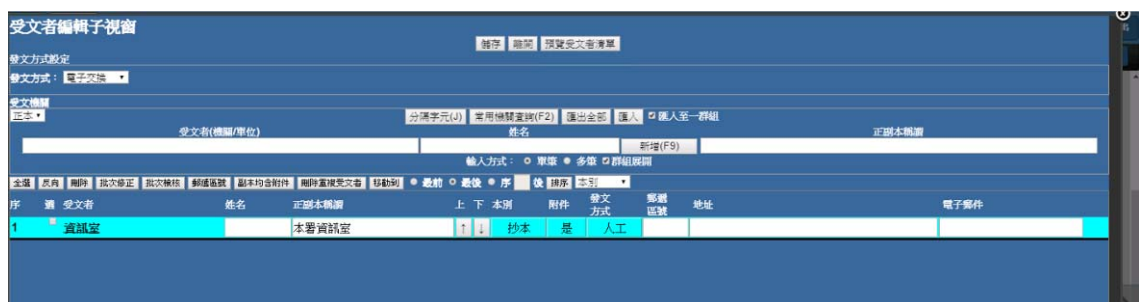 受文者編輯子視窗
儲存 離開 預覽受文者清單
發文方式設定
發文方式： 電子交換
受文機關
正本 分隔字元(J) 常用機關查詢(F2) 匯出全部 匯入 匯入至一群組
受文者(機關/單位) 姓名 正副本稱謂
新增(F9)
輸入方式： 單筆 多筆 群組展開
全選 反向 刪除 批次修正 批次檢核 郵遞區號 副本均含附件 刪除重複受文者 移動到 最前 最後 序 後 排序 本別
序 選 受文者 姓名 正副本稱謂 上 下 本別 附件 發文方式 郵遞區號 地址 電子郵件
1 資訊室 本署資訊室 ↑ ↓ 抄本 是 人工